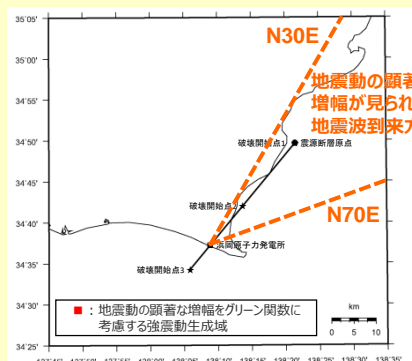 35°05'
35°00'
34°55'
34°50'
34°45'
34°40'
34°35'
34°30'
34°25'
N30E
地震動の顕著
増幅が見られ
地震波到来方
破壊開始点1
震源断層原点
破壊開始点2
N70E
浜岡原子力発電所
破壊開始点3
km
0 5 10
■:地震動の顕著な増幅をグリーン関数に
考慮する強震動生成域